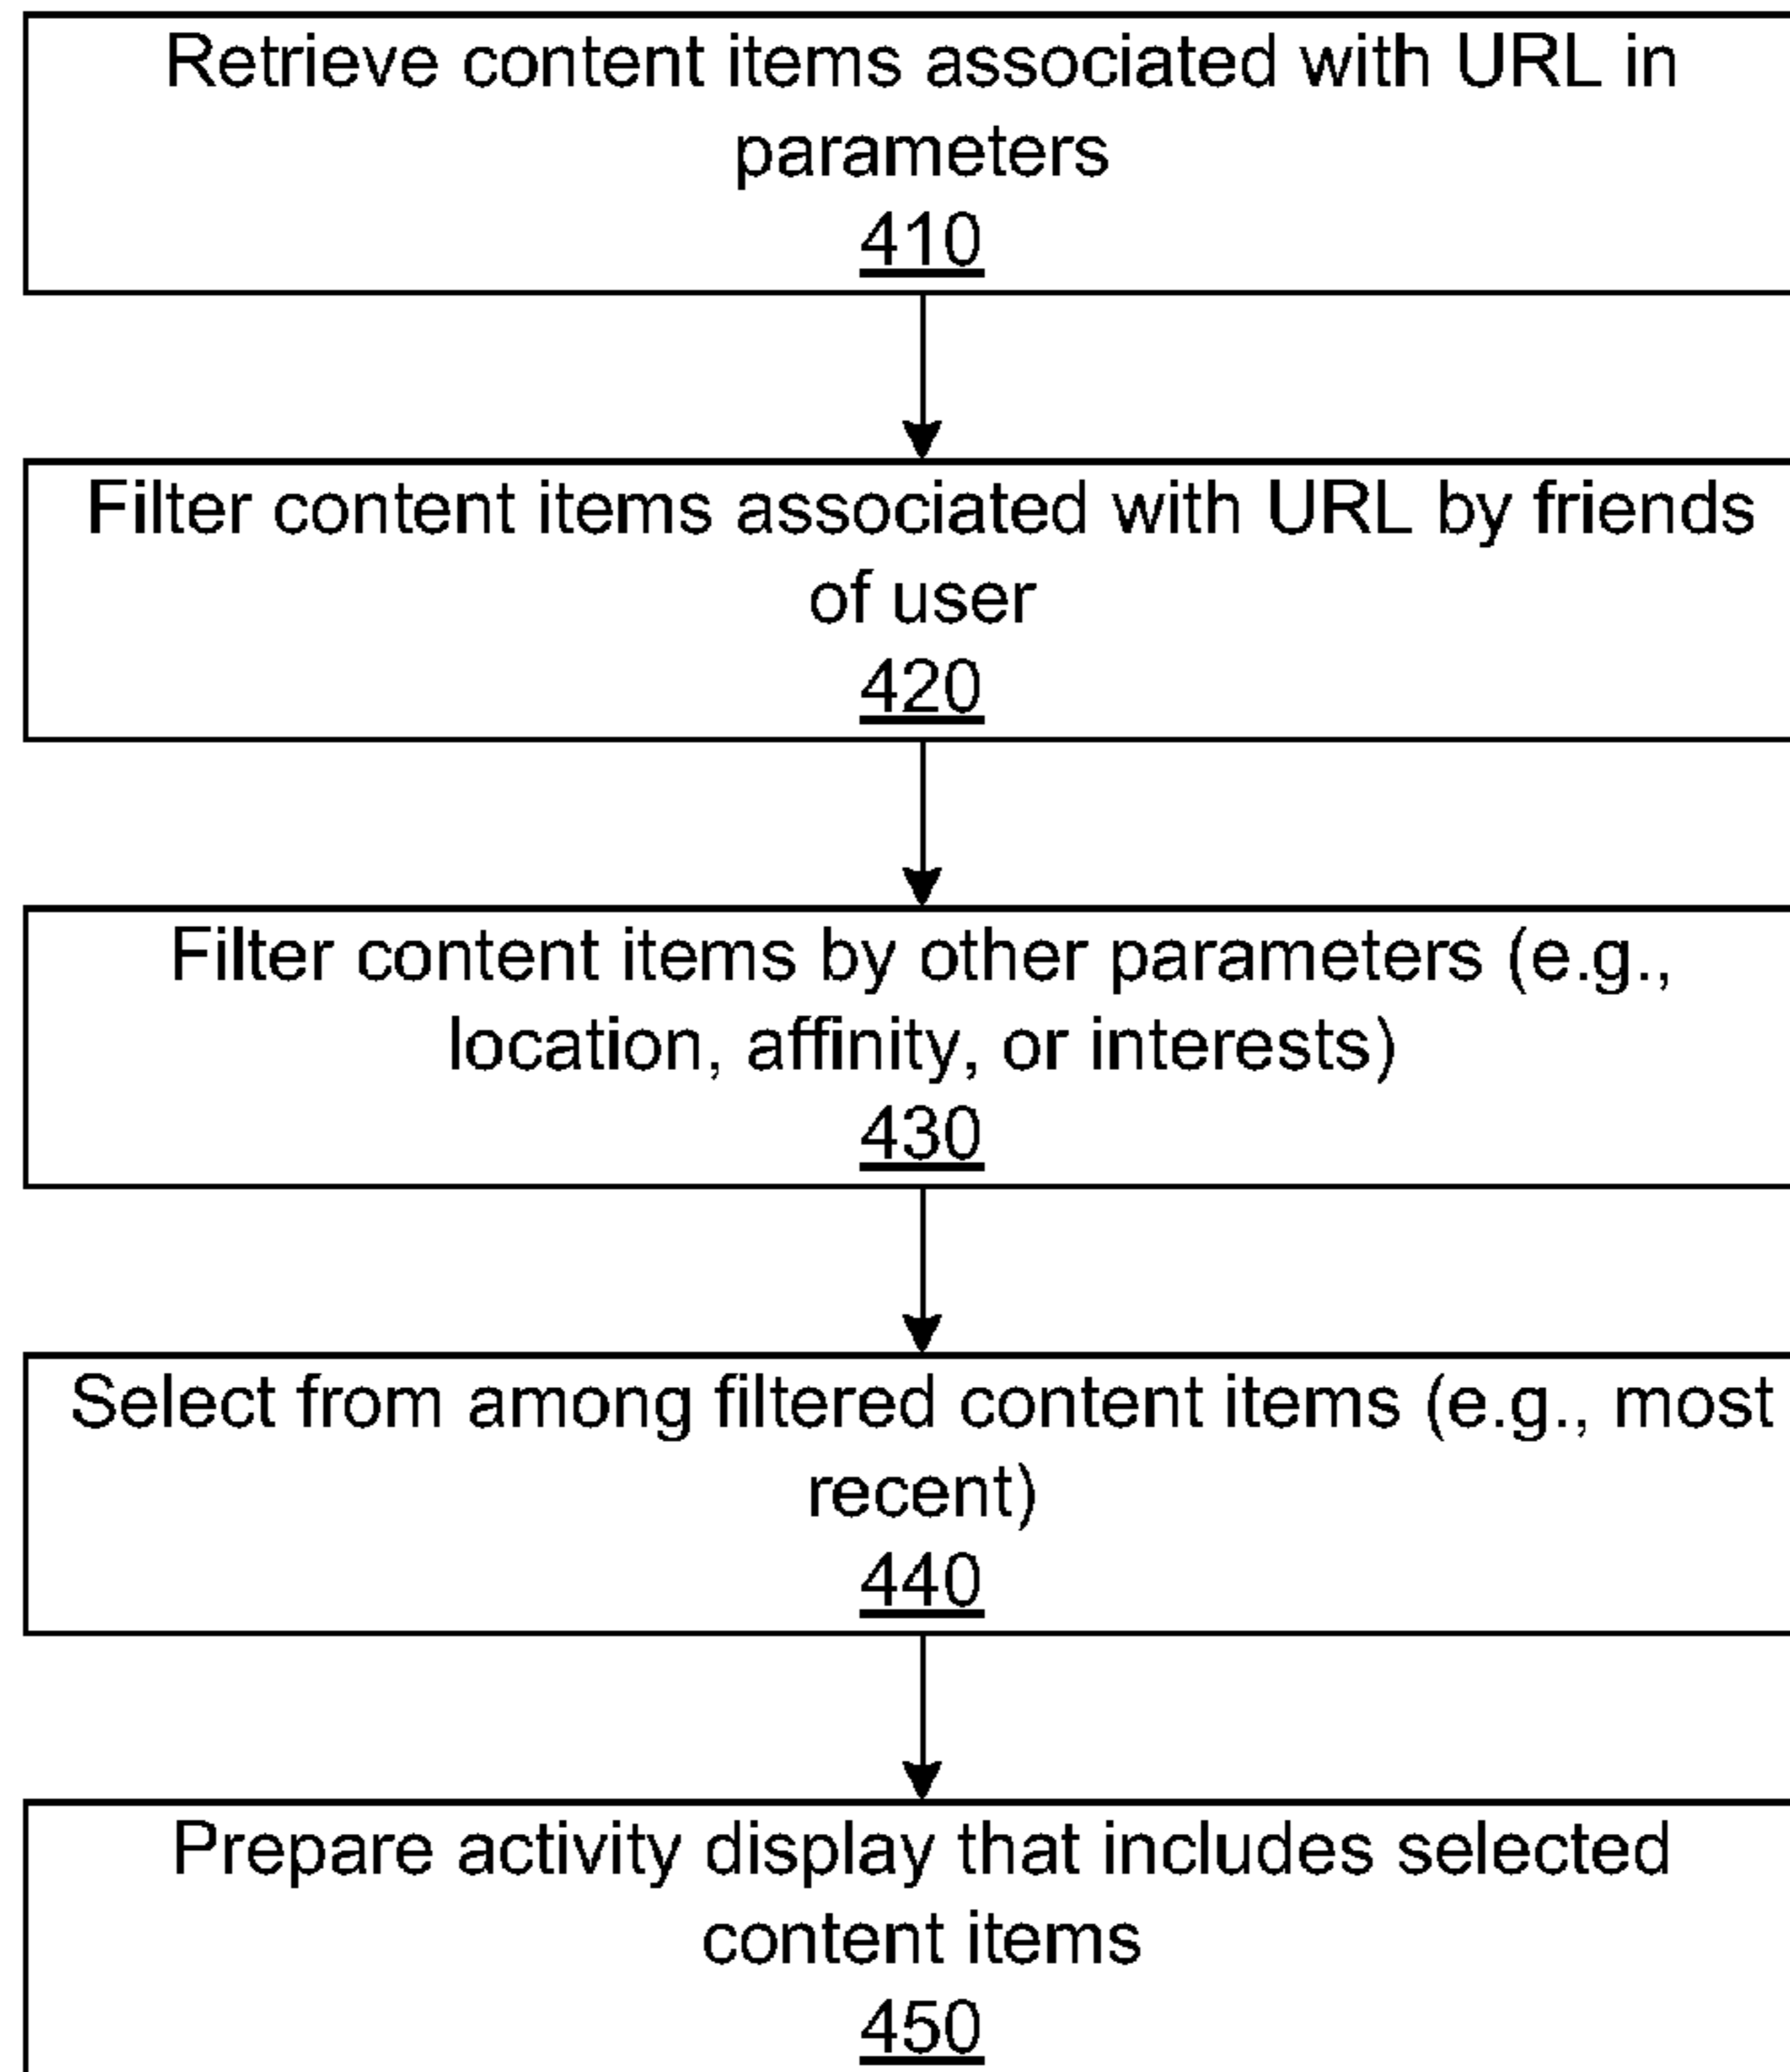 Retrieve content items associated with URL in
parameters
410
Filter content items associated with URL by friends
of user
420
Filter content items by other parameters (e.g.,
location, affinity, or interests)
430
Select from among filtered content items (e.g., most
recent)
440
Prepare activity display that includes selected
content items
450